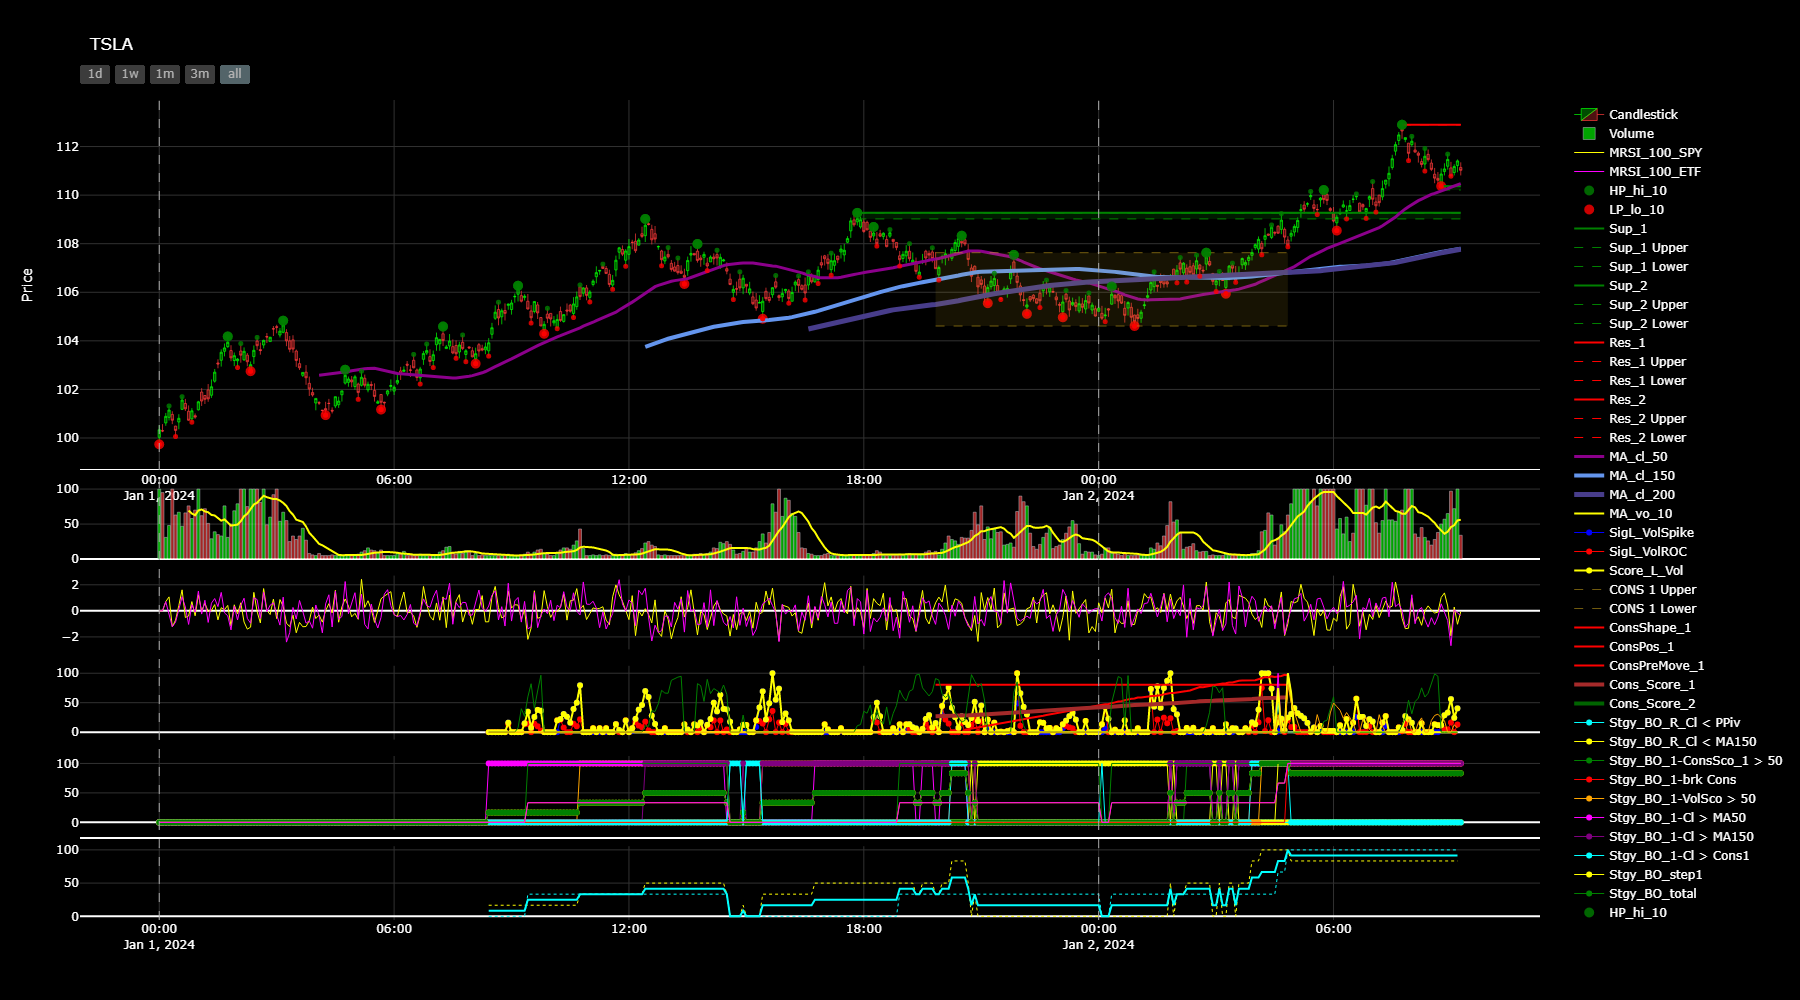 TSLA
1d 1w 1m 3m all
Price
112
110
108
106
104
102
100
00:00 06:00 12:00 18:00 00:00 06:00
Jan 1, 2024 Jan 2, 2024
100
50
0
2
0
−2
100
50
0
100
50
0
100
50
0
00:00 06:00 12:00 18:00 00:00 06:00
Jan 1, 2024 Jan 2, 2024
Candlestick
Volume
MRSI_100_SPY
MRSI_100_ETF
HP_hi_10
LP_lo_10
Sup_1
Sup_1 Upper
Sup_1 Lower
Sup_2
Sup_2 Upper
Sup_2 Lower
Res_1
Res_1 Upper
Res_1 Lower
Res_2
Res_2 Upper
Res_2 Lower
MA_cl_50
MA_cl_150
MA_cl_200
MA_vo_10
SigL_VolSpike
SigL_VolROC
Score_L_Vol
CONS 1 Upper
CONS 1 Lower
ConsShape_1
ConsPos_1
ConsPreMove_1
Cons_Score_1
Cons_Score_2
Stgy_BO_R_Cl < PPiv
Stgy_BO_R_Cl < MA150
Stgy_BO_1-ConsSco_1 > 50
Stgy_BO_1-brk Cons
Stgy_BO_1-VolSco > 50
Stgy_BO_1-Cl > MA50
Stgy_BO_1-Cl > MA150
Stgy_BO_1-Cl > Cons1
Stgy_BO_step1
Stgy_BO_total
HP_hi_10